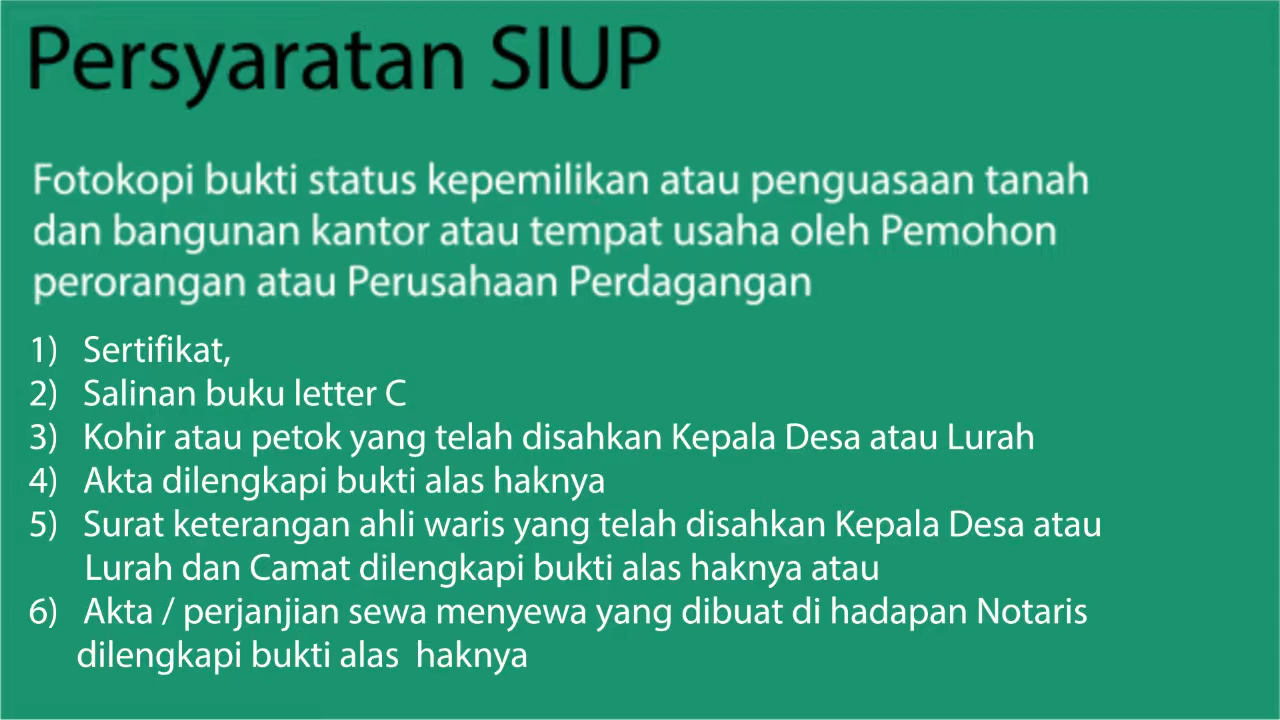 Persyaratan SIUP
Fotokopi bukti status kepemilikan atau penguasaan tanah
dan bangunan kantor atau tempat usaha oleh Pemohon
perorangan atau Perusahaan Perdagangan
1) Sertifikat,
2) Salinan buku letter C
3) Kohir atau petok yang telah disahkan Kepala Desa atau Lurah
4) Akta dilengkapi bukti alas haknya
5) Surat keterangan ahli waris yang telah disahkan Kepala Desa atau
Lurah dan Camat dilengkapi bukti alas haknya atau
6) Akta / perjanjian sewa menyewa yang dibuat di hadapan Notaris
dilengkapi bukti alas haknya